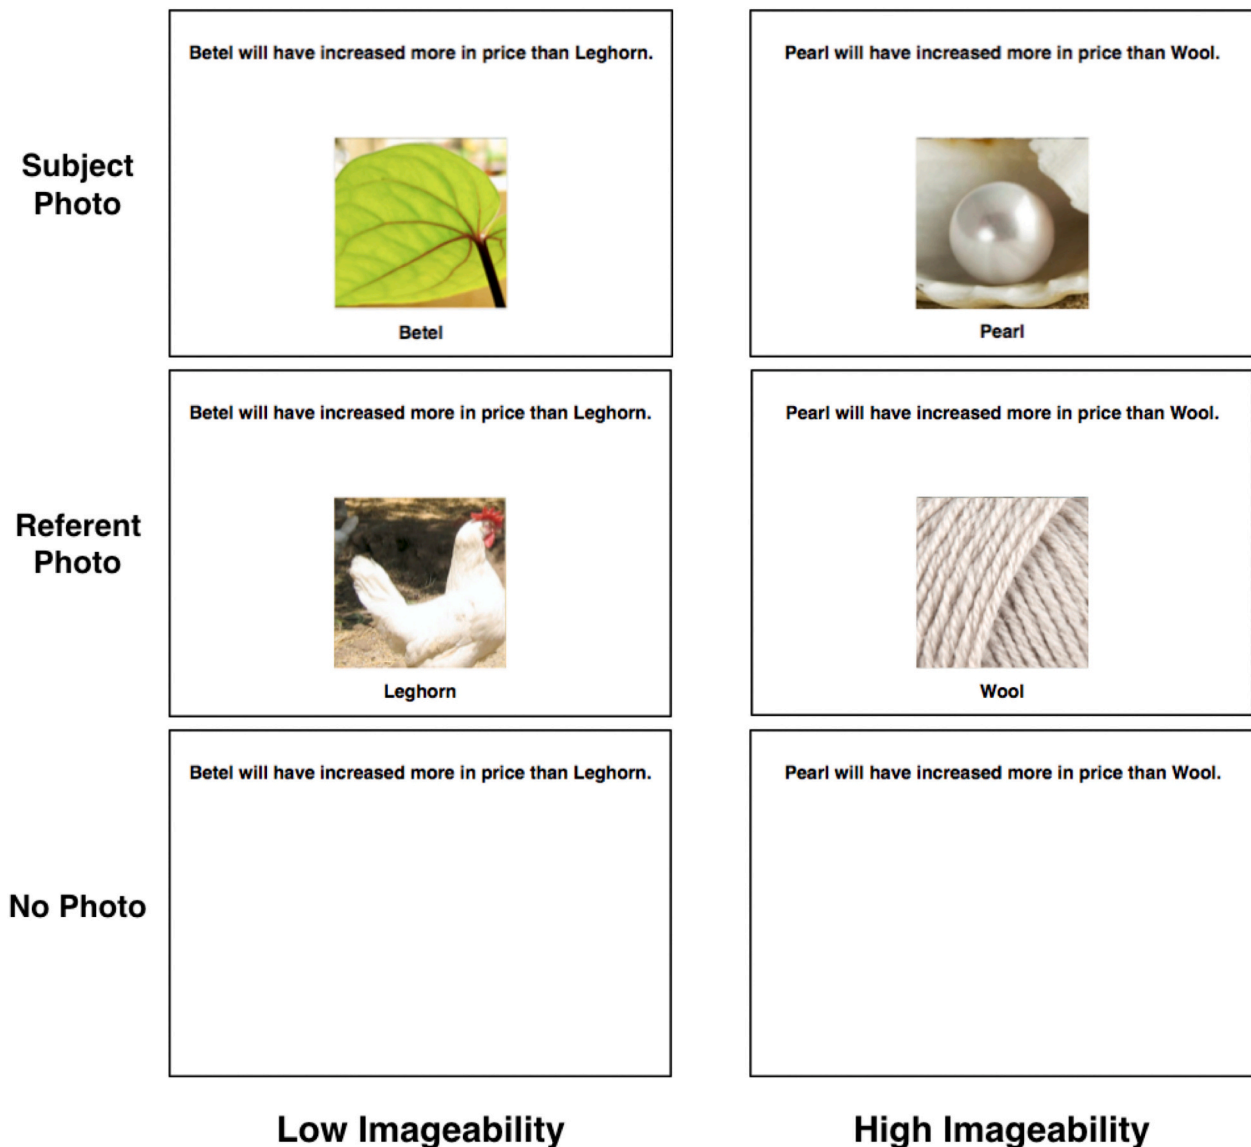 Betel will have increased more in price than Leghorn.
Pearl will have increased more in price than Wool.
Subject
Photo
Betel
Pearl
Betel will have increased more in price than Leghorn.
Pearl will have increased more in price than Wool.
Referent
Photo
Leghorn
Wool
Betel will have increased more in price than Leghorn.
Pearl will have increased more in price than Wool.
No Photo
Low Imageability
High Imageability